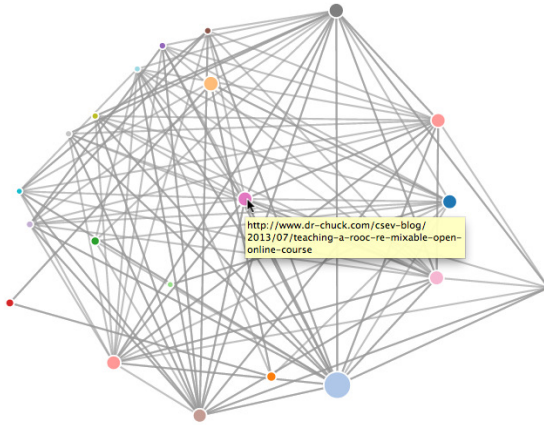 http://www.dr-chuck.com/csev-blog/
2013/07/teaching-a-rooc-re-mixable-open-
online-course